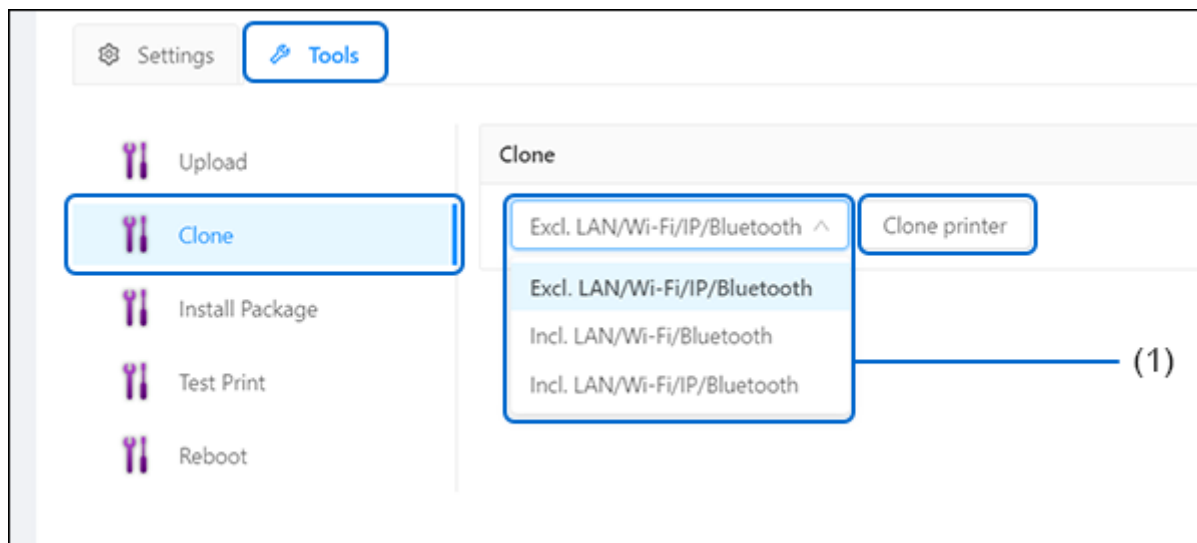 Settings
Tools
Upload
Clone
Install Package
Test Print
Reboot
Clone
Excl. LAN/Wi-Fi/IP/Bluetooth
Clone printer
Excl. LAN/Wi-Fi/IP/Bluetooth
Incl. LAN/Wi-Fi/Bluetooth
Incl. LAN/Wi-Fi/IP/Bluetooth
(1)